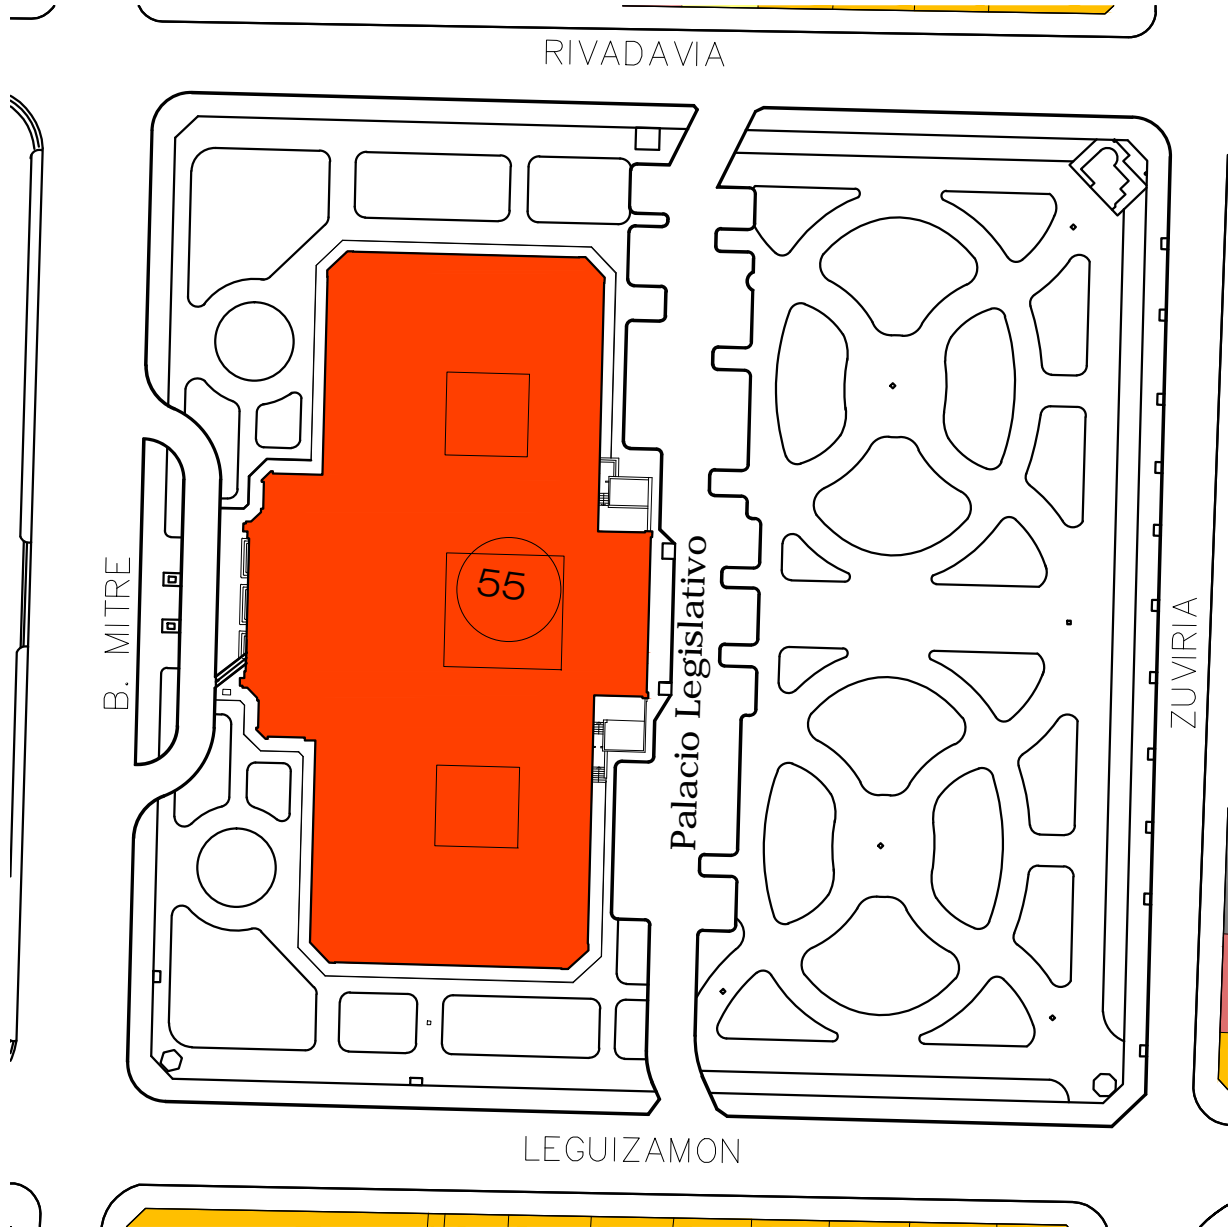 RIVADAVIA
B. MITRE
55
Palacio Legislativo
ZUVIRIA
LEGUIZAMON